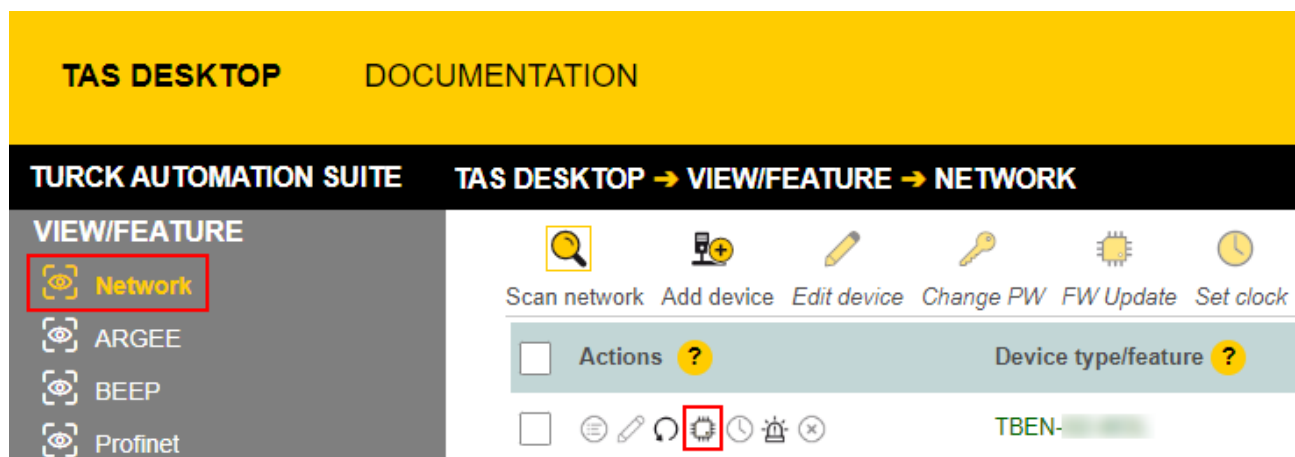 TAS DESKTOP DOCUMENTATION
TURCK AUTOMATION SUITE
TAS DESKTOP ➔ VIEW/FEATURE ➔ NETWORK
VIEW/FEATURE
Network
ARGEE
BEEP
Profinet
Scan network Add device Edit device Change PW FW Update Set clock
Actions ? Device type/feature ?
TBEN-